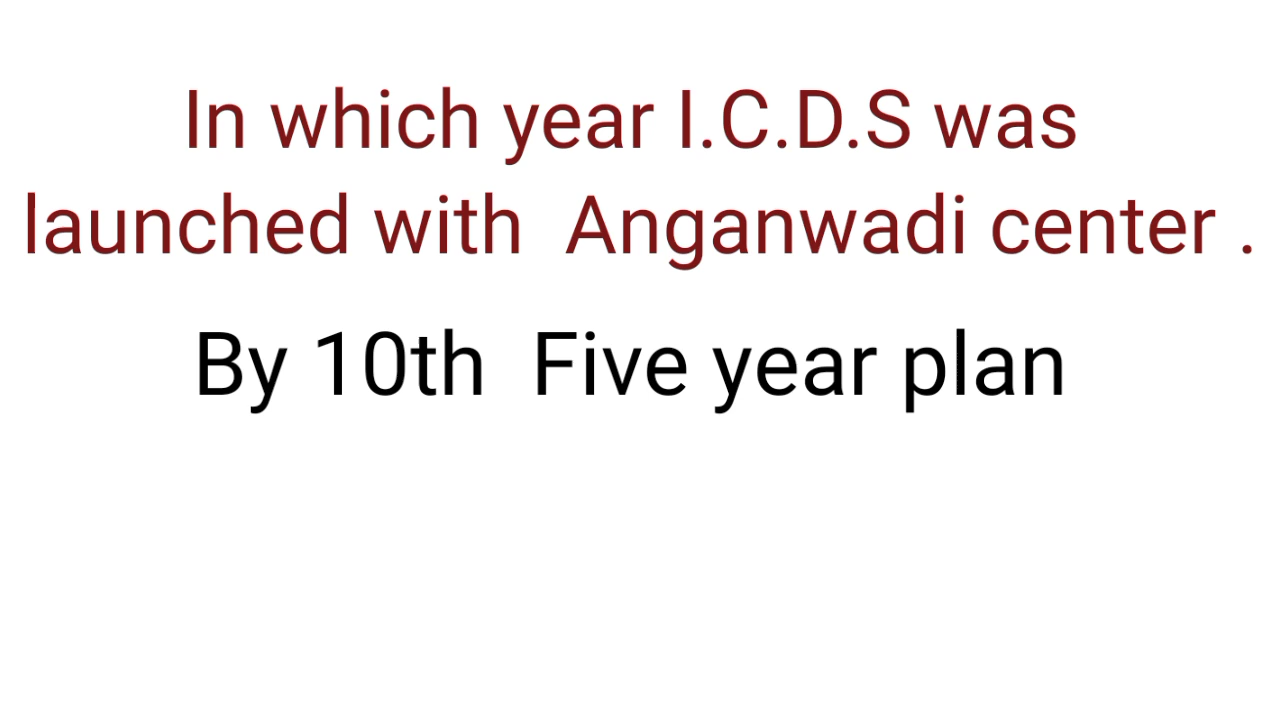 In which year I.C.D.S was
launched with  Anganwadi center .
By 10th  Five year plan